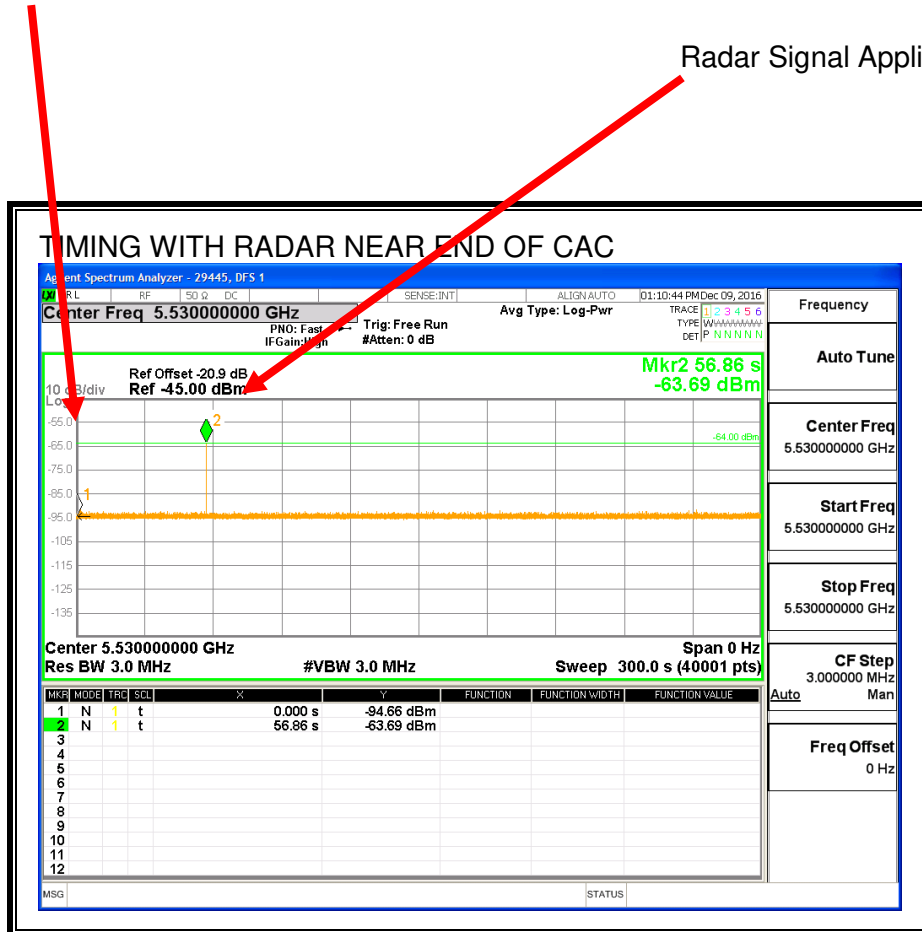 Radar Signal Appli
TIMING WITH RADAR NEAR END OF CAC
Agilent Spectrum Analyzer - 29445, DFS 1
RL RF 50 Ω DC SENSE:INT ALIGN AUTO 01:10:44 PM Dec 09, 2016
Center Freq 5.530000000 GHz Avg Type: Log-Pwr TRACE 1 2 3 4 5 6
PNO: Fast Trig: Free Run TYPE WWWWWW
IFGain:High #Atten: 0 dB DET P N N N N N
Mkr2 56.86 s
-63.69 dBm
Ref Offset -20.9 dB
10 dB/div Ref -45.00 dBm
Log
2
-55.0
-64.00 dBm
-65.0
-75.0
-85.0
1
-95.0
-105
-115
-125
-135
Center 5.530000000 GHz Span 0 Hz
Res BW 3.0 MHz #VBW 3.0 MHz Sweep 300.0 s (40001 pts)
MKR MODE TRC SCL X Y FUNCTION FUNCTION WIDTH FUNCTION VALUE
1 N 1 t 0.000 s -94.66 dBm
2 N 1 t 56.86 s -63.69 dBm
3
4
5
6
7
8
9
10
11
12
MSG STATUS
Frequency
Auto Tune
Center Freq
5.530000000 GHz
Start Freq
5.530000000 GHz
Stop Freq
5.530000000 GHz
CF Step
3.000000 MHz
Auto Man
Freq Offset
0 Hz